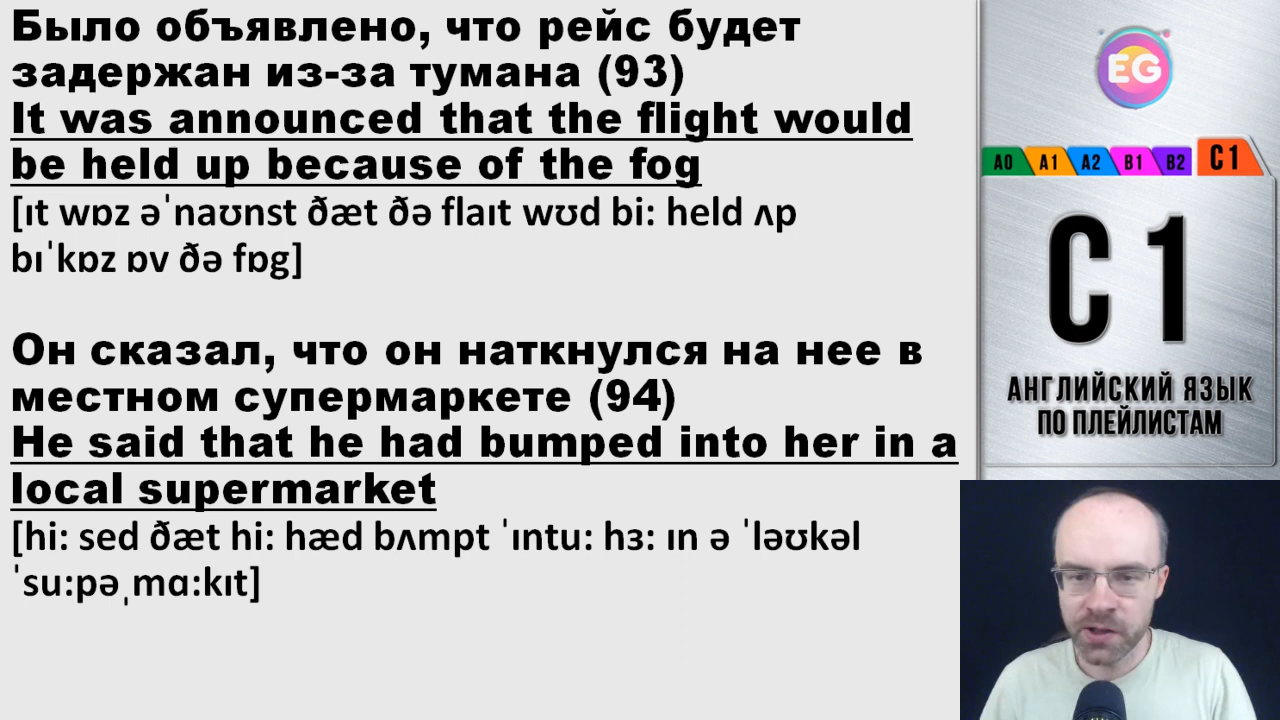 Было объявлено, что рейс будет
задержан из-за тумана (93)
It was announced that the flight would
be held up because of the fog
[ɪt wɒz əˈnaʊnst ðæt ðə flaɪt wʊd bi: held ʌp
bɪˈkɒz ɒv ðə fɒg]
Он сказал, что он наткнулся на нее в
местном супермаркете (94)
He said that he had bumped into her in a
local supermarket
[hi: sed ðæt hi: hæd bʌmpt ˈɪntu: hɜ: ɪn ə ˈləʊkəl
ˈsu:pəˌmɑ:kɪt]
EG
A0 A1 A2 B1 B2 C1
C1
АНГЛИЙСКИЙ ЯЗЫК
ПО ПЛЕЙЛИСТАМ